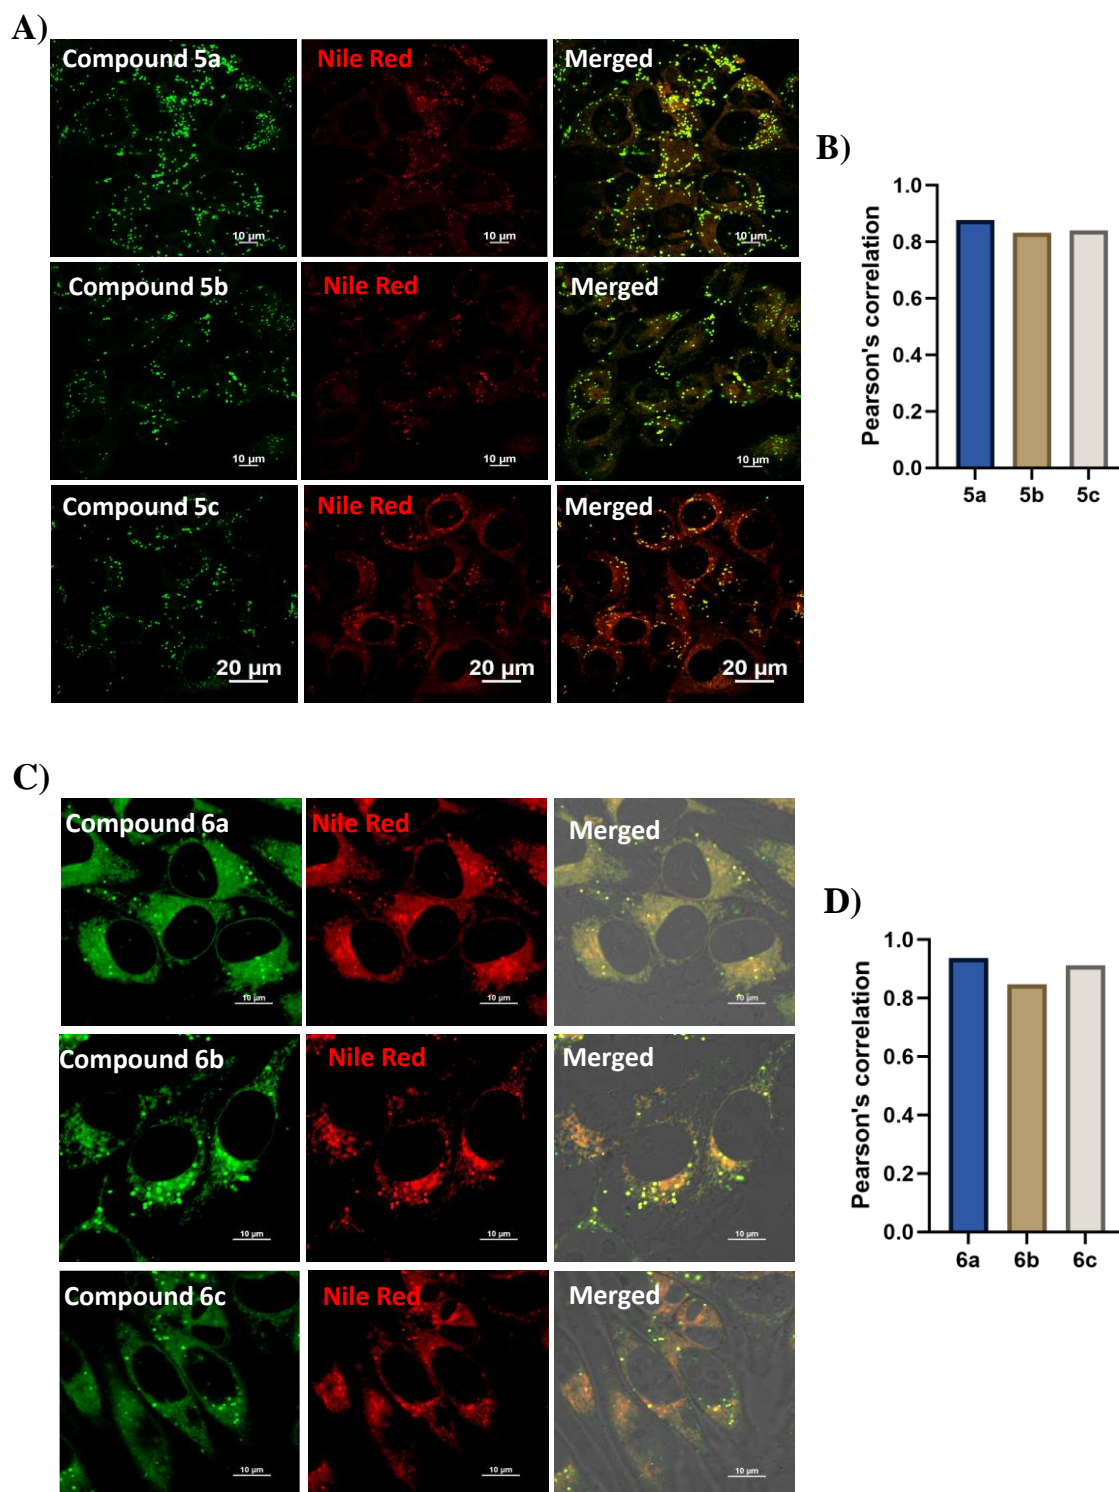 A)
Compound 5a
Nile Red
Merged
10 µm
10 µm
10 µm
Compound 5b
Nile Red
Merged
10 µm
10 µm
10 µm
Compound 5c
Nile Red
Merged
20 µm
20 µm
20 µm
B)
Pearson's correlation
1.0
0.8
0.6
0.4
0.2
0.0
5a 5b 5c
C)
Compound 6a
Nile Red
Merged
10 µm
10 µm
10 µm
Compound 6b
Nile Red
Merged
10 µm
10 µm
10 µm
Compound 6c
Nile Red
Merged
10 µm
10 µm
10 µm
D)
Pearson's correlation
1.0
0.8
0.6
0.4
0.2
0.0
6a 6b 6c